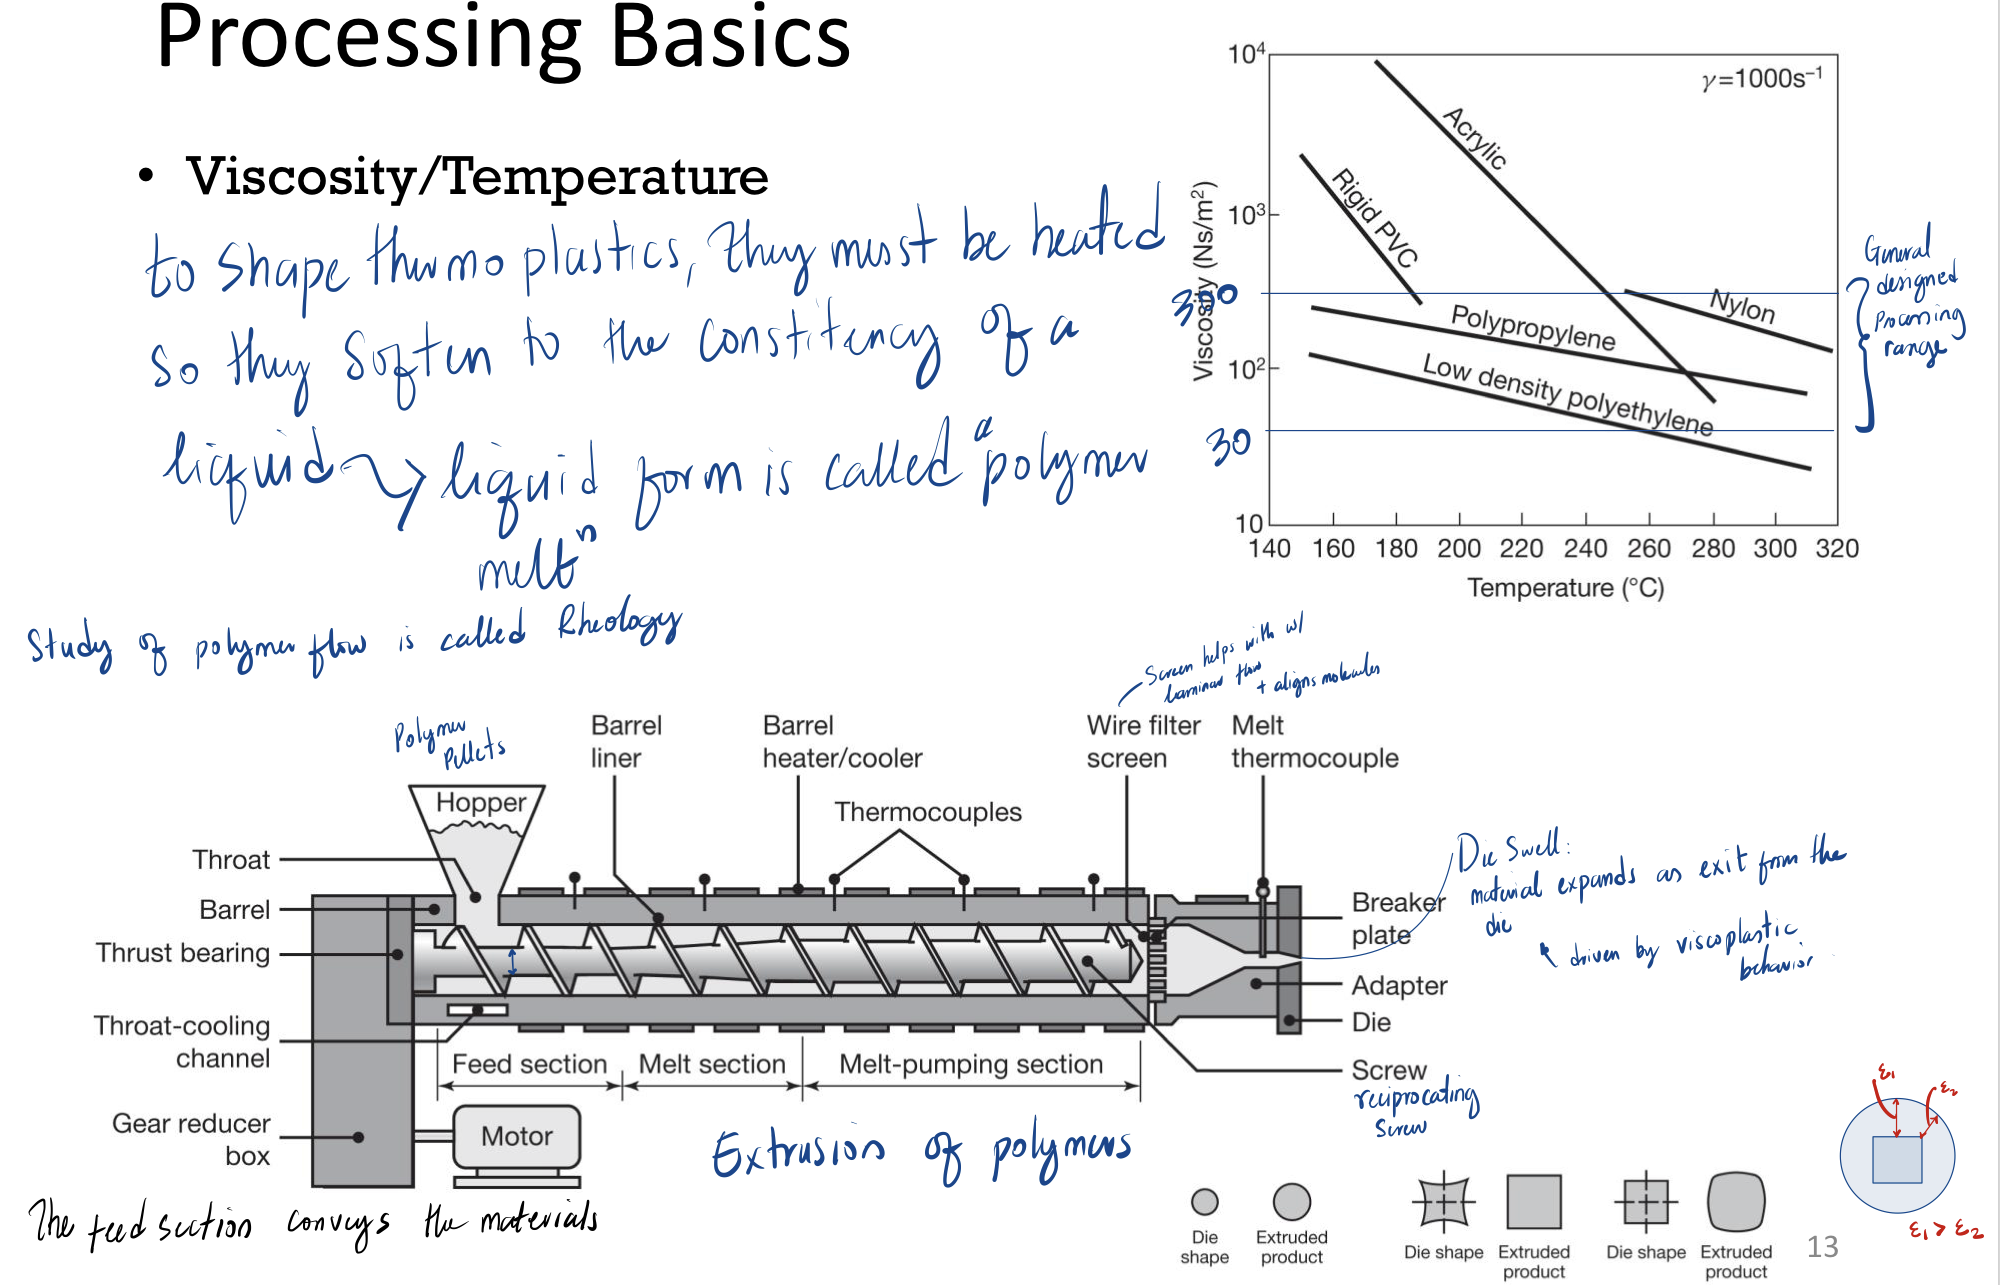 Processing Basics
• Viscosity/Temperature
to shape thermoplastics, they must be heated
so they soften to the constitency of a
liquid → liquid form is called a polymer
melt"
Study of polymer flow is called Rheology
10⁴
10³
300
10²
30
10
Viscosity (Ns/m²)
γ=1000s⁻¹
Acrylic
Rigid PVC
Nylon
Polypropylene
Low density polyethylene
140 160 180 200 220 240 260 280 300 320
Temperature (°C)
General
designed
processing
range
Screen helps with w/
laminar flow
+ aligns molecules
Polymer
Pellets
Barrel
liner
Barrel
heater/cooler
Wire filter
screen
Melt
thermocouple
Hopper
Thermocouples
Throat
Barrel
Thrust bearing
Throat-cooling
channel
Gear reducer
box
Breaker
plate
Adapter
Die
Screw
reciprocating
screw
Die Swell:
material expands as exit from the
die
driven by viscoplastic
behavior
Feed section
Melt section
Melt-pumping section
Motor
Extrusion of polymers
The feed section conveys the materials
Die
shape
Extruded
product
Die shape
Extruded
product
Die shape
Extruded
product
ε₁
ε₂
ε₁ > ε₂
13